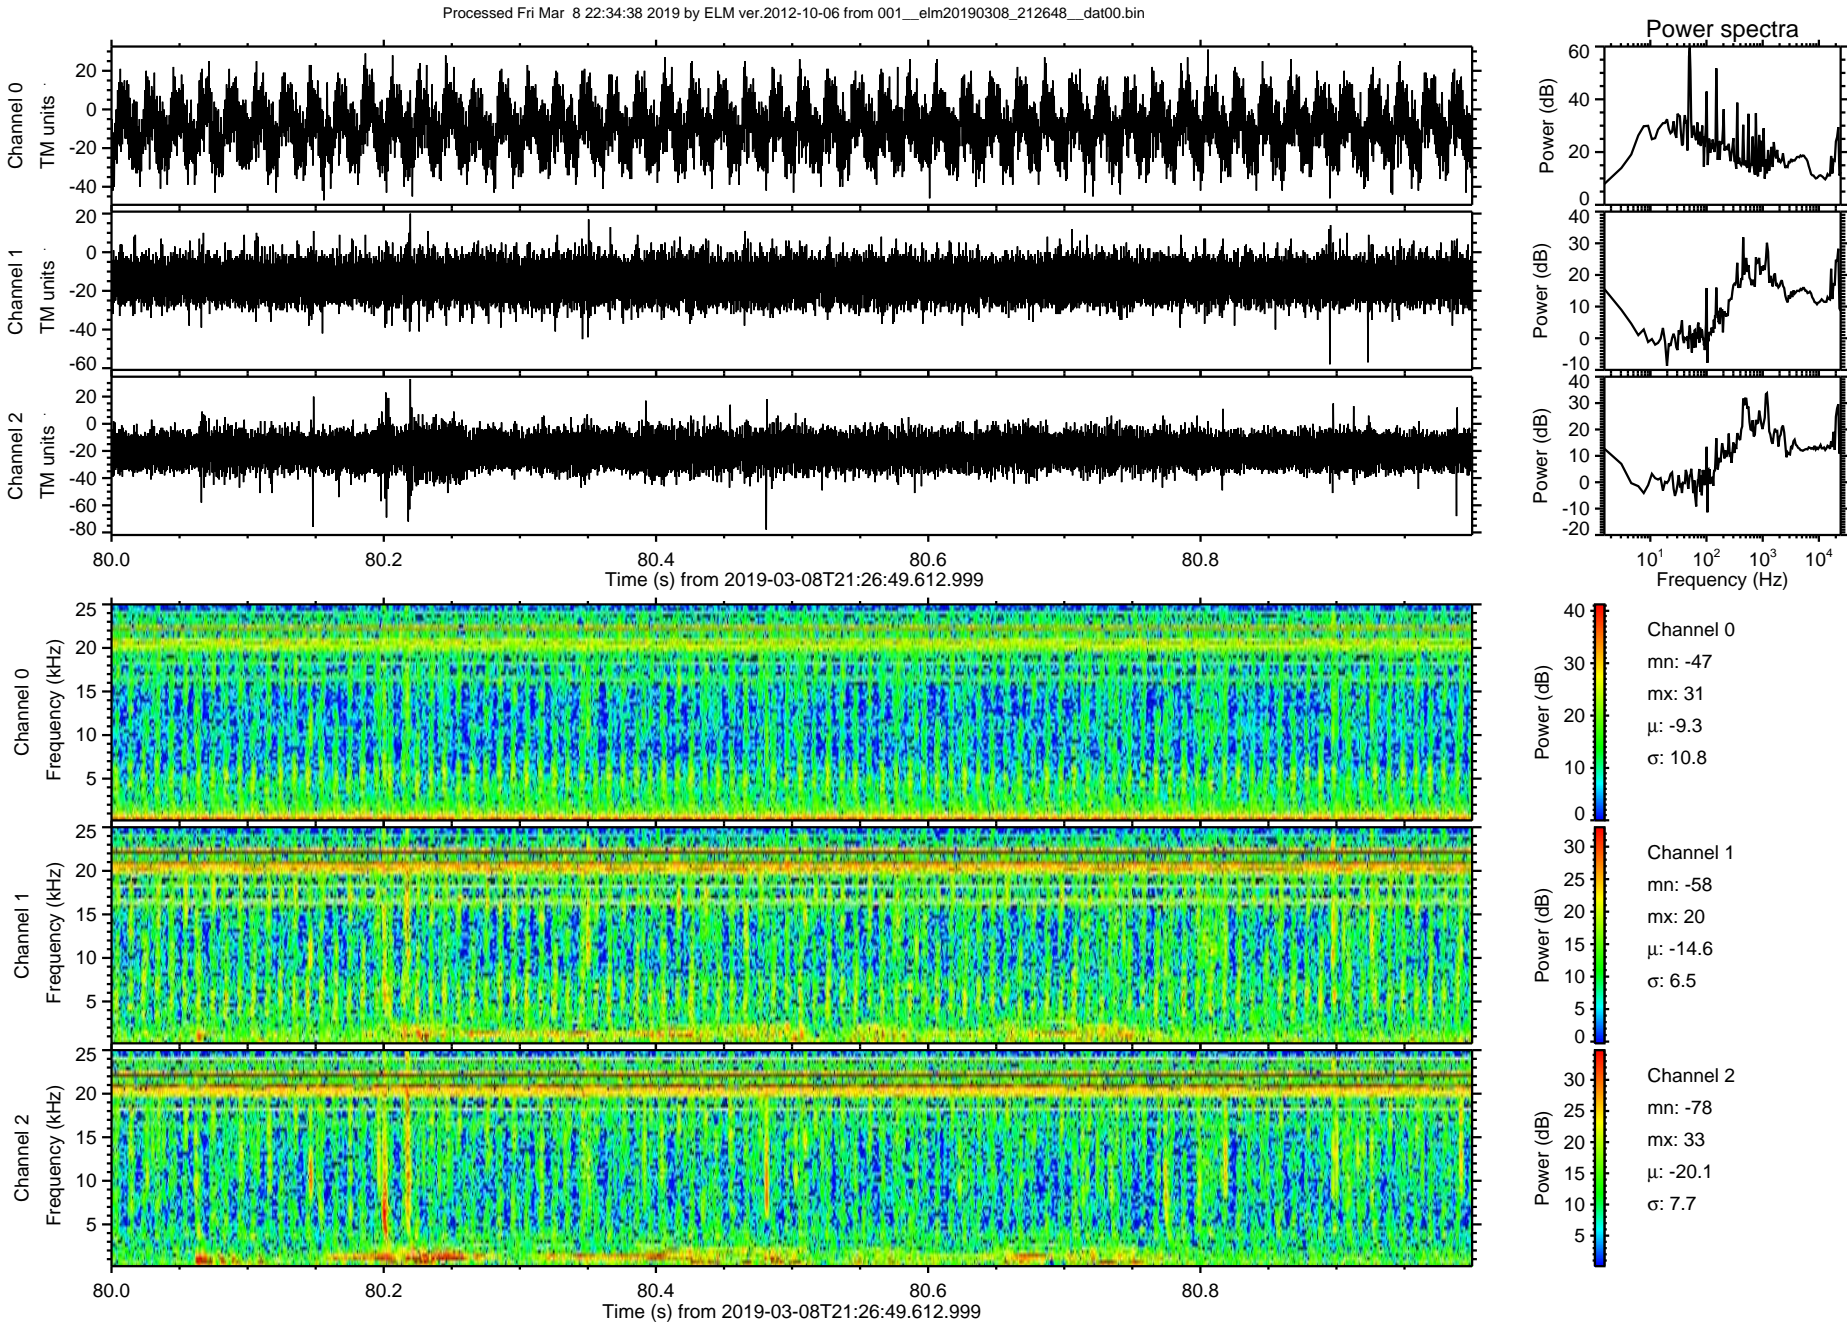 Processed Fri Mar  8 22:34:38 2019 by ELM ver.2012-10-06 from 001__elm20190308_212648__dat00.bin
Power spectra
Channel 0
TM units
20
0
-20
-40
Power (dB)
60
40
20
0
Channel 1
TM units
20
0
-20
-40
-60
Power (dB)
40
30
20
10
0
-10
Channel 2
TM units
20
0
-20
-40
-60
-80
Power (dB)
40
30
20
10
0
-10
-20
80.0 80.2 80.4 80.6 80.8
Time (s) from 2019-03-08T21:26:49.612.999
10^1 10^2 10^3 10^4
Frequency (Hz)
Channel 0
Frequency (kHz)
25
20
15
10
5
Power (dB)
40
30
20
10
0
Channel 0
mn: -47
mx: 31
μ: -9.3
σ: 10.8
Channel 1
Frequency (kHz)
25
20
15
10
5
Power (dB)
30
25
20
15
10
5
0
Channel 1
mn: -58
mx: 20
μ: -14.6
σ: 6.5
Channel 2
Frequency (kHz)
25
20
15
10
5
Power (dB)
30
25
20
15
10
5
Channel 2
mn: -78
mx: 33
μ: -20.1
σ: 7.7
80.0 80.2 80.4 80.6 80.8
Time (s) from 2019-03-08T21:26:49.612.999